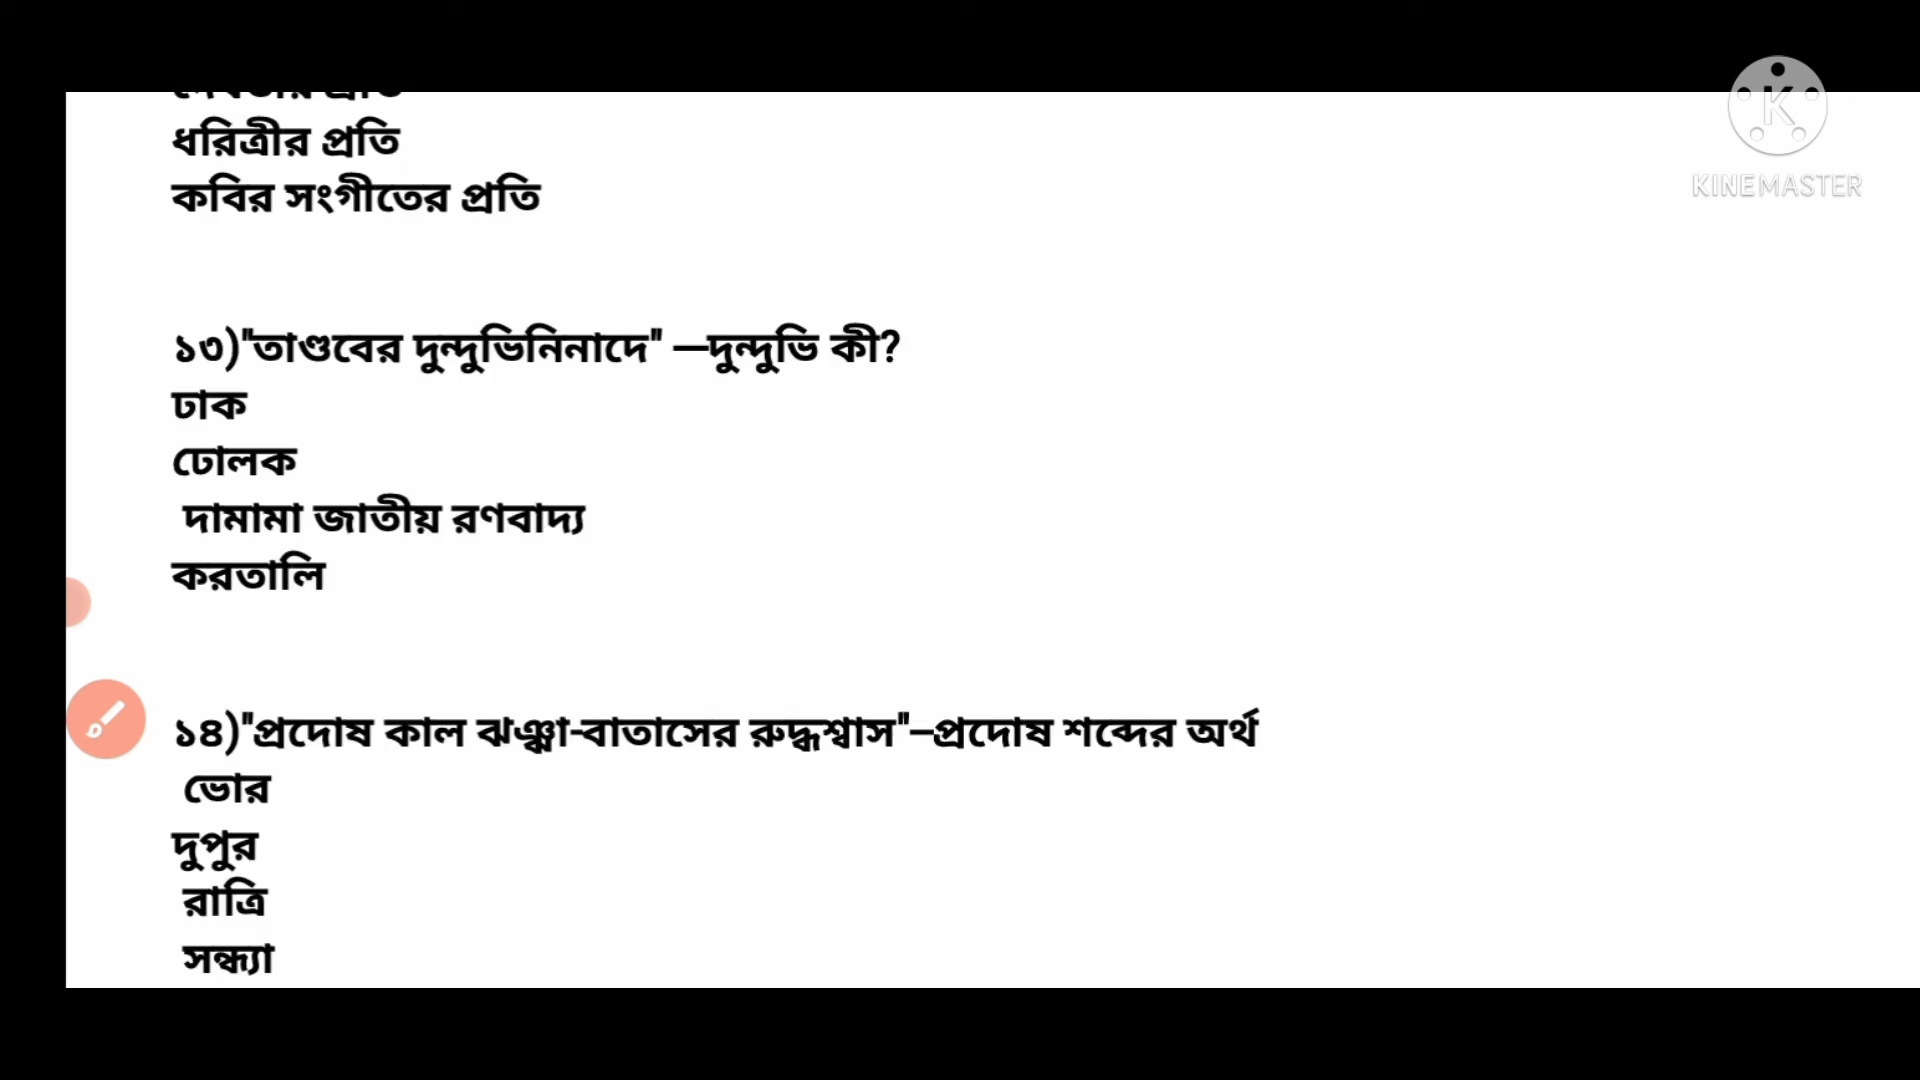 ধরিত্রীর প্রতি
কবির সংগীতের প্রতি
১৩)"তাণ্ডবের দুন্দুভিনিনাদে" —দুন্দুভি কী?
ঢাক
ঢোলক
দামামা জাতীয় রণবাদ্য
করতালি
১৪)"প্রদোষ কাল ঝঞ্ঝা-বাতাসের রুদ্ধশ্বাস"–প্রদোষ শব্দের অর্থ
ভোর
দুপুর
রাত্রি
সন্ধ্যা
K
KINEMASTER